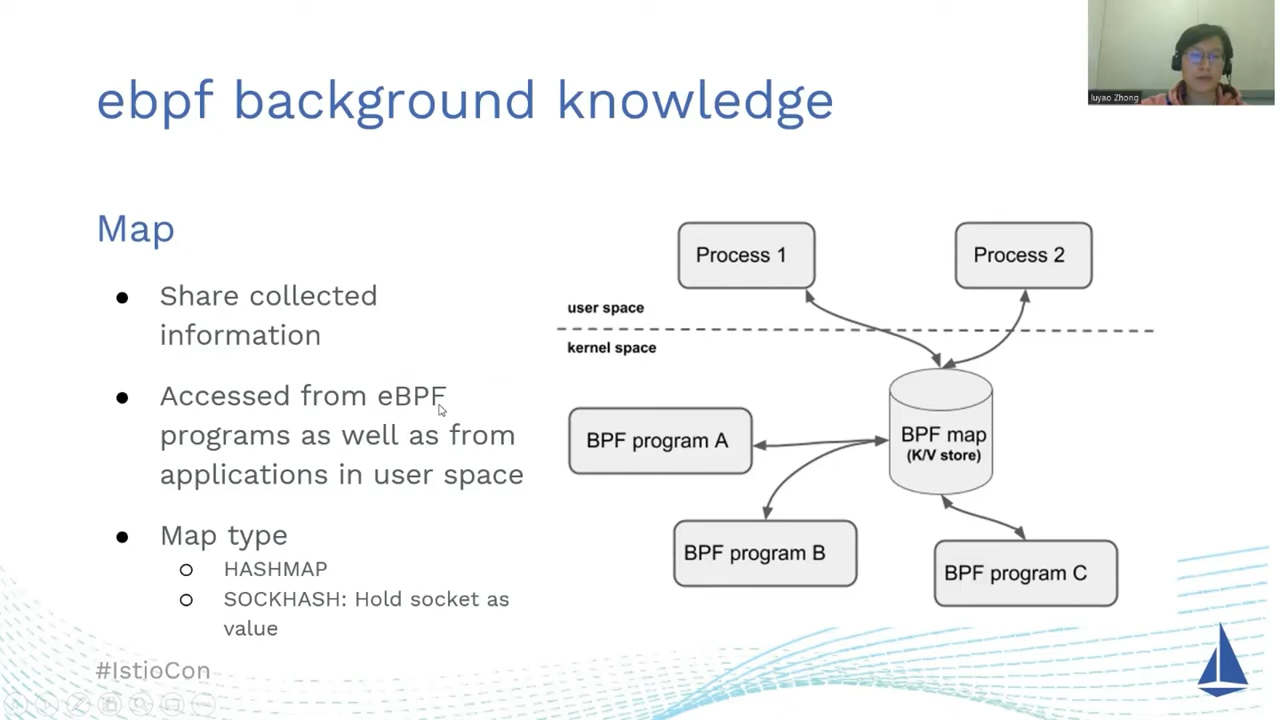 ebpf background knowledge
luyao Zhong
Map
● Share collected
information
● Accessed from eBPF
programs as well as from
applications in user space
● Map type
○ HASHMAP
○ SOCKHASH: Hold socket as
value
Process 1
Process 2
user space
kernel space
BPF program A
BPF map
(K/V store)
BPF program B
BPF program C
#IstioCon